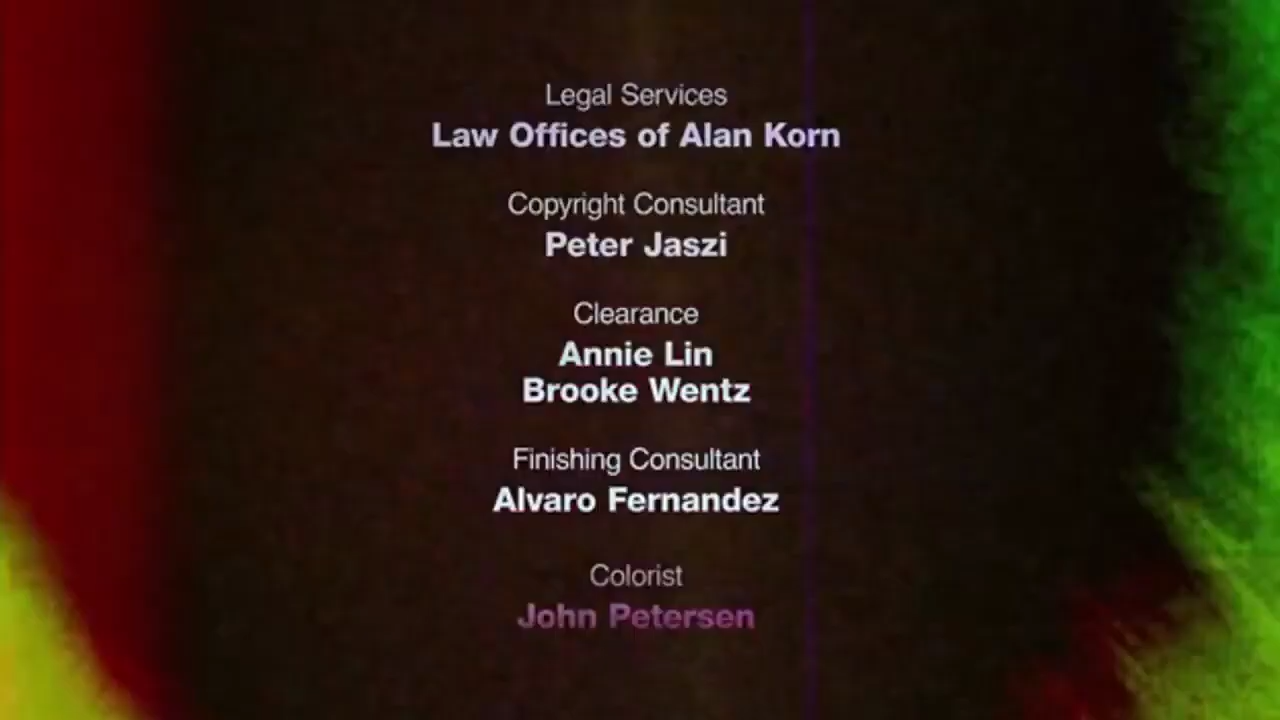 Legal Services
Law Offices of Alan Korn
Copyright Consultant
Peter Jaszi
Clearance
Annie Lin
Brooke Wentz
Finishing Consultant
Alvaro Fernandez
Colorist
John Petersen